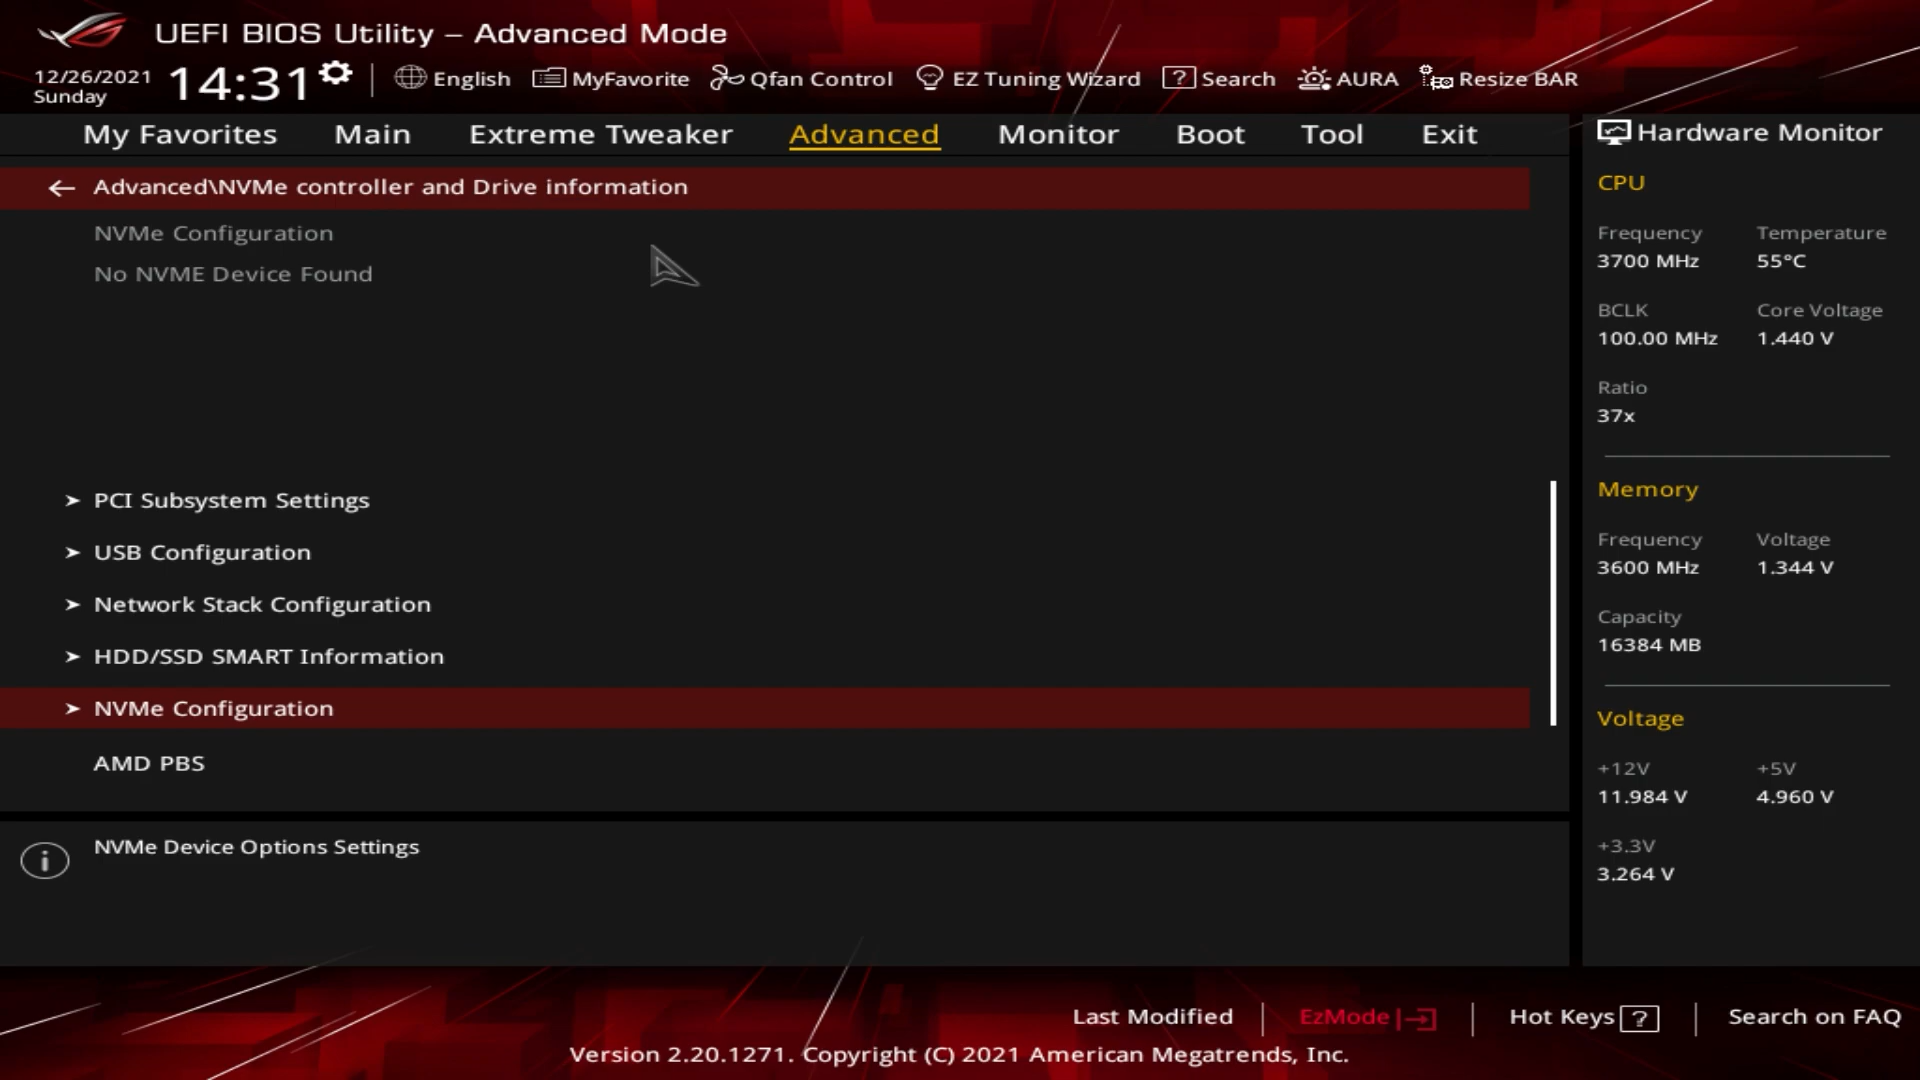 UEFI BIOS Utility – Advanced Mode
12/26/2021
Sunday
14:31
English
MyFavorite
Qfan Control
EZ Tuning Wizard
? Search
AURA
Resize BAR
My Favorites
Main
Extreme Tweaker
Advanced
Monitor
Boot
Tool
Exit
Advanced\NVMe controller and Drive information
NVMe Configuration
No NVME Device Found
PCI Subsystem Settings
USB Configuration
Network Stack Configuration
HDD/SSD SMART Information
NVMe Configuration
AMD PBS
i NVMe Device Options Settings
Hardware Monitor
CPU
Frequency Temperature
3700 MHz 55°C
BCLK Core Voltage
100.00 MHz 1.440 V
Ratio
37x
Memory
Frequency Voltage
3600 MHz 1.344 V
Capacity
16384 MB
Voltage
+12V +5V
11.984 V 4.960 V
+3.3V
3.264 V
Last Modified
EzMode
Hot Keys ?
Search on FAQ
Version 2.20.1271. Copyright (C) 2021 American Megatrends, Inc.